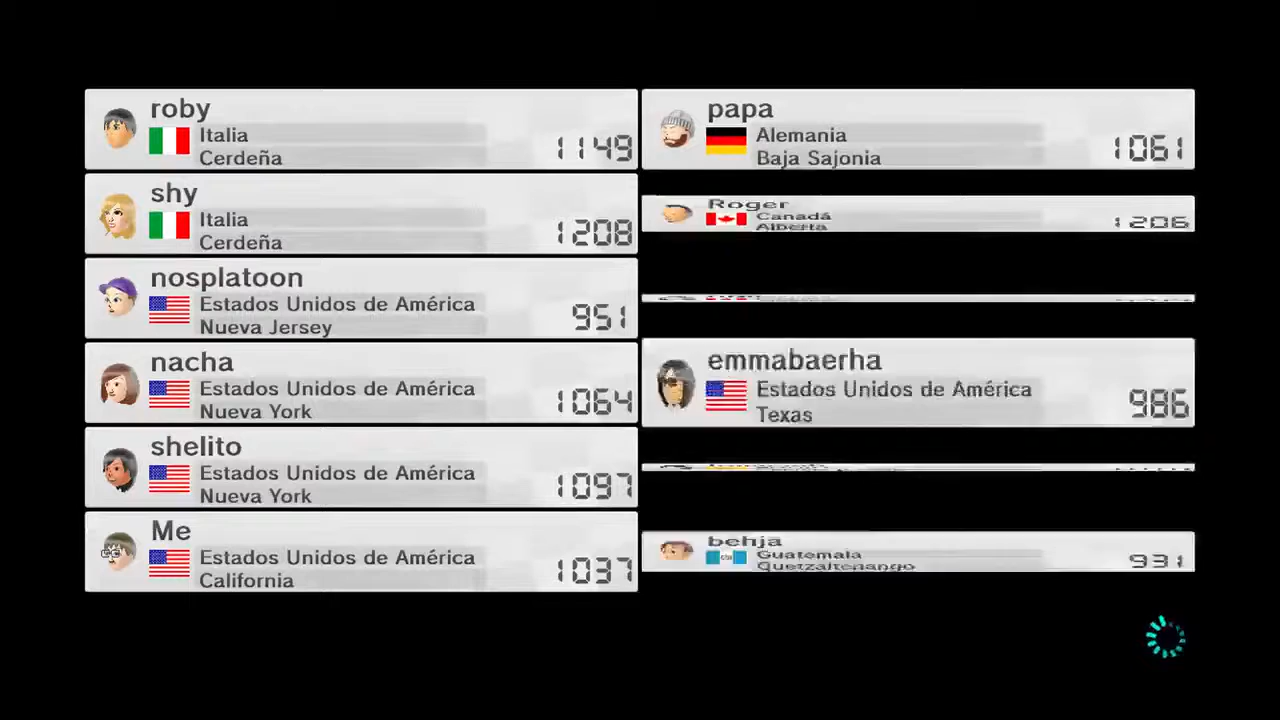 roby
Italia
Cerdeña
1149
shy
Italia
Cerdeña
1208
nosplatoon
Estados Unidos de América
Nueva Jersey
951
nacha
Estados Unidos de América
Nueva York
1064
shelito
Estados Unidos de América
Nueva York
1097
Me
Estados Unidos de América
California
1037
papa
Alemania
Baja Sajonia
1061
Roger
Canadá
Alberta
1206
emmabaerha
Estados Unidos de América
Texas
986
behja
Guatemala
Quetzaltenango
931